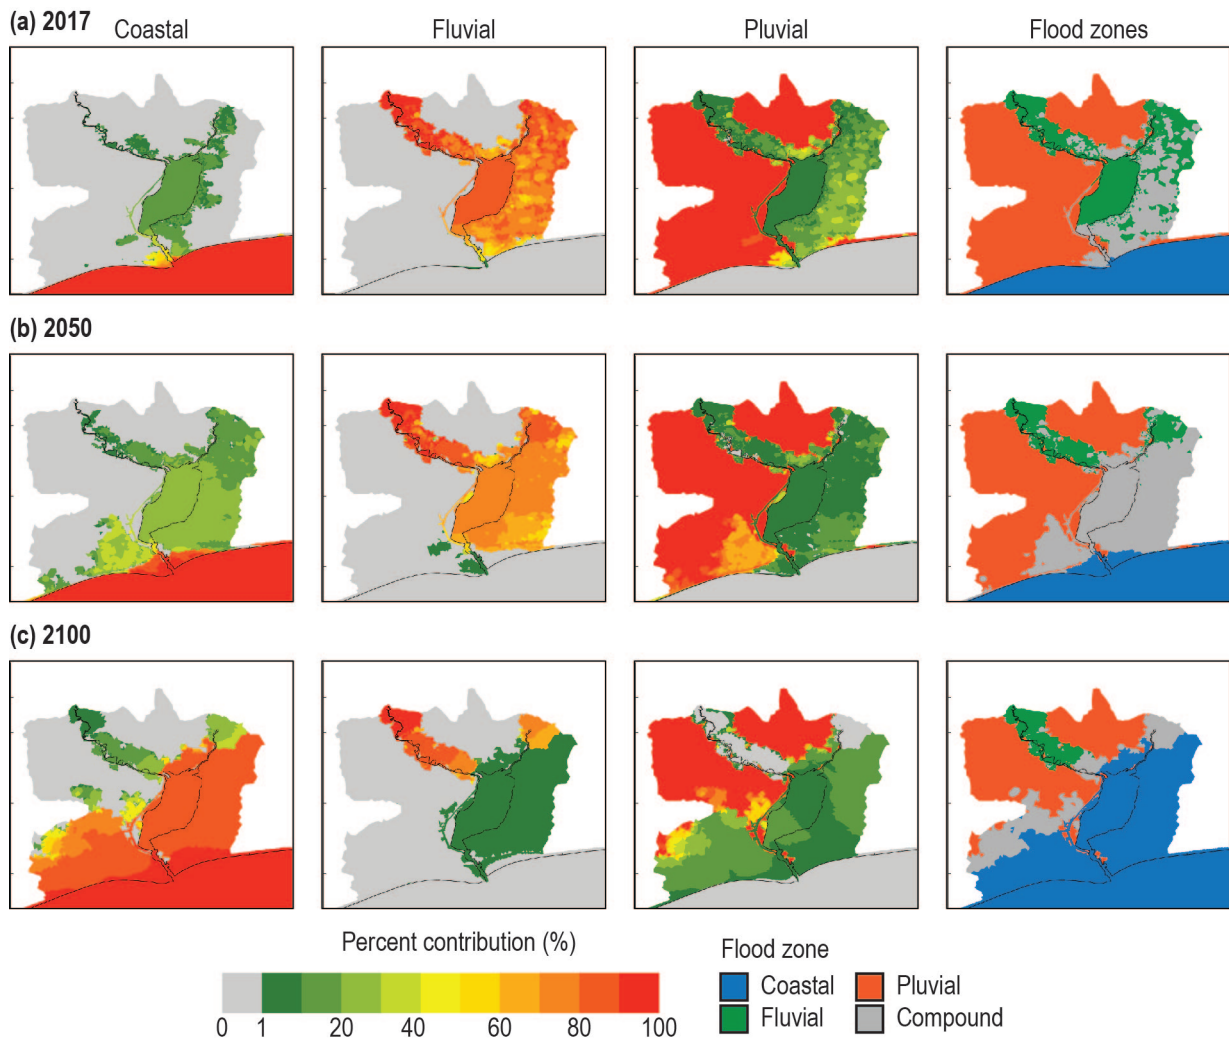 (a) 2017
Coastal Fluvial Pluvial Flood zones
(b) 2050
(c) 2100
Percent contribution (%)
0 1 20 40 60 80 100
Flood zone
Coastal Pluvial
Fluvial Compound